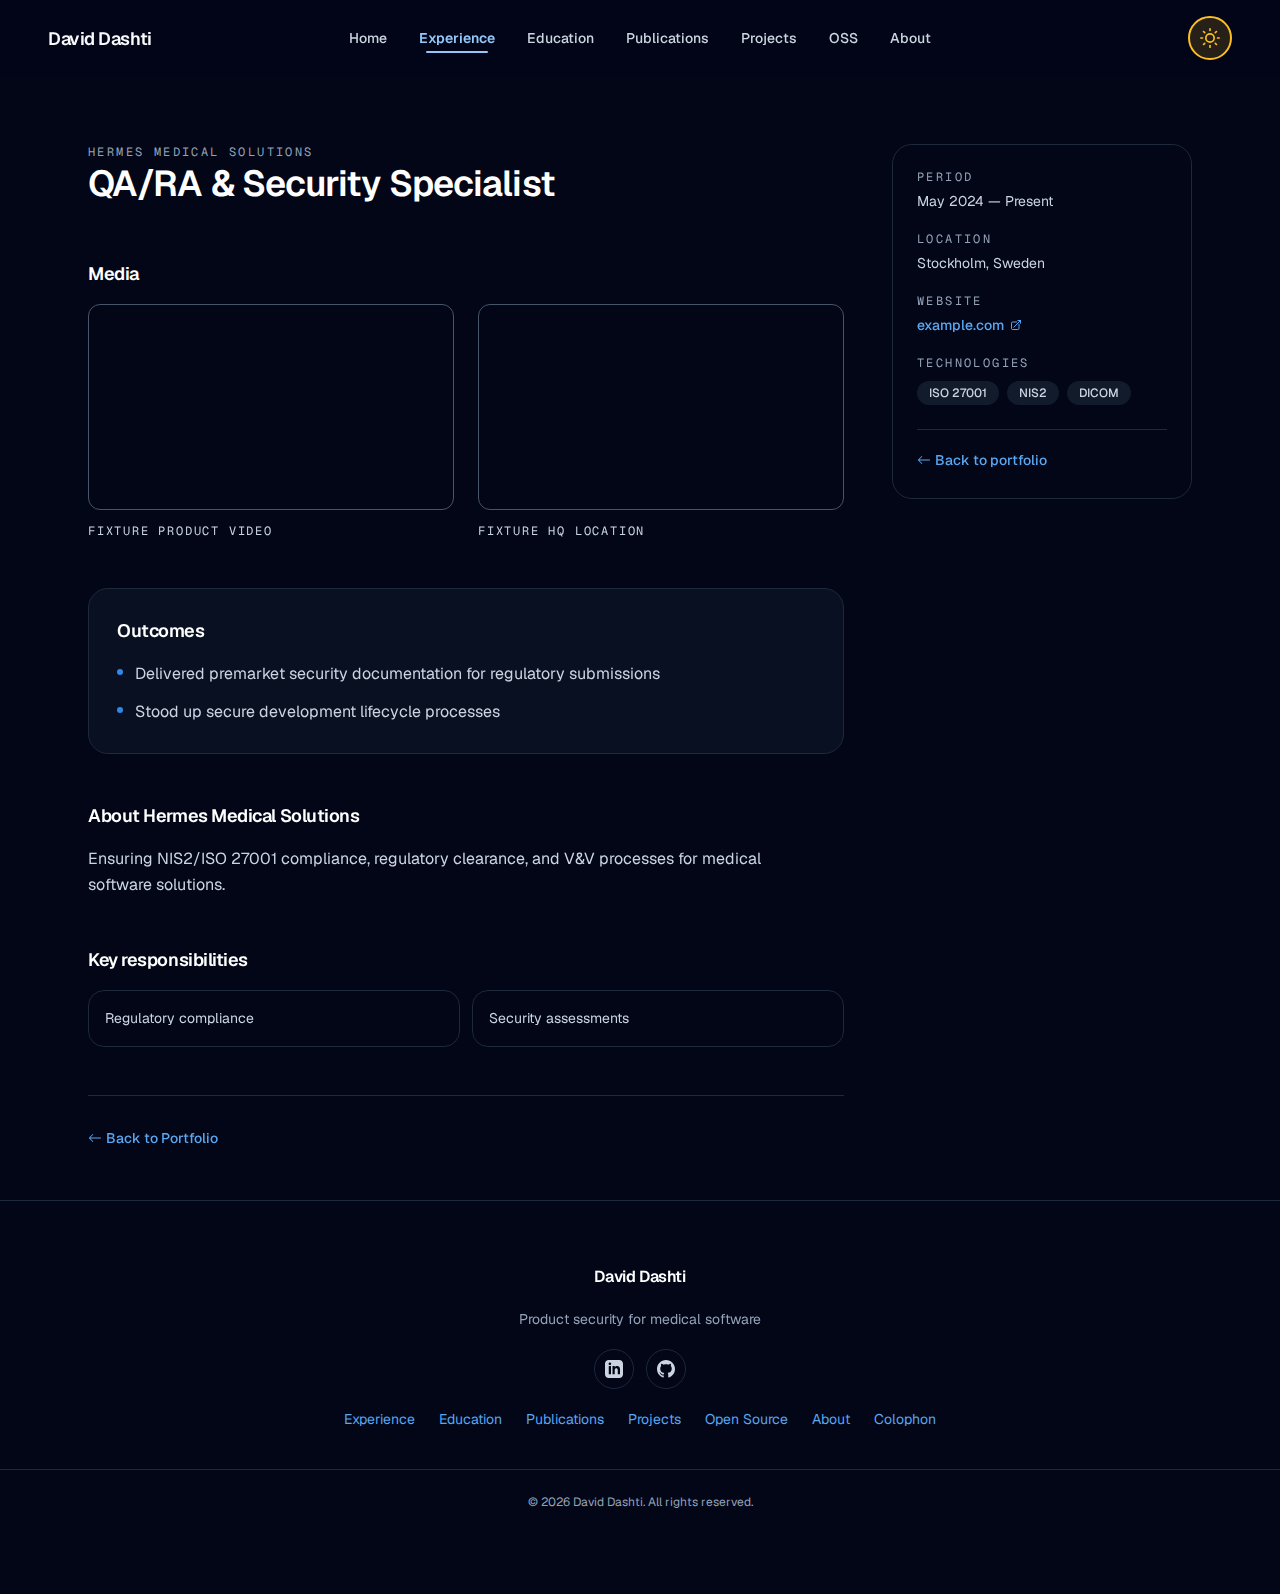 David Dashti
Home Experience Education Publications Projects OSS About
HERMES MEDICAL SOLUTIONS
QA/RA & Security Specialist
Media
FIXTURE PRODUCT VIDEO
FIXTURE HQ LOCATION
Outcomes
Delivered premarket security documentation for regulatory submissions
Stood up secure development lifecycle processes
About Hermes Medical Solutions
Ensuring NIS2/ISO 27001 compliance, regulatory clearance, and V&V processes for medical
software solutions.
Key responsibilities
Regulatory compliance
Security assessments
← Back to Portfolio
PERIOD
May 2024 — Present
LOCATION
Stockholm, Sweden
WEBSITE
example.com
TECHNOLOGIES
ISO 27001 NIS2 DICOM
← Back to portfolio
David Dashti
Product security for medical software
Experience Education Publications Projects Open Source About Colophon
© 2026 David Dashti. All rights reserved.